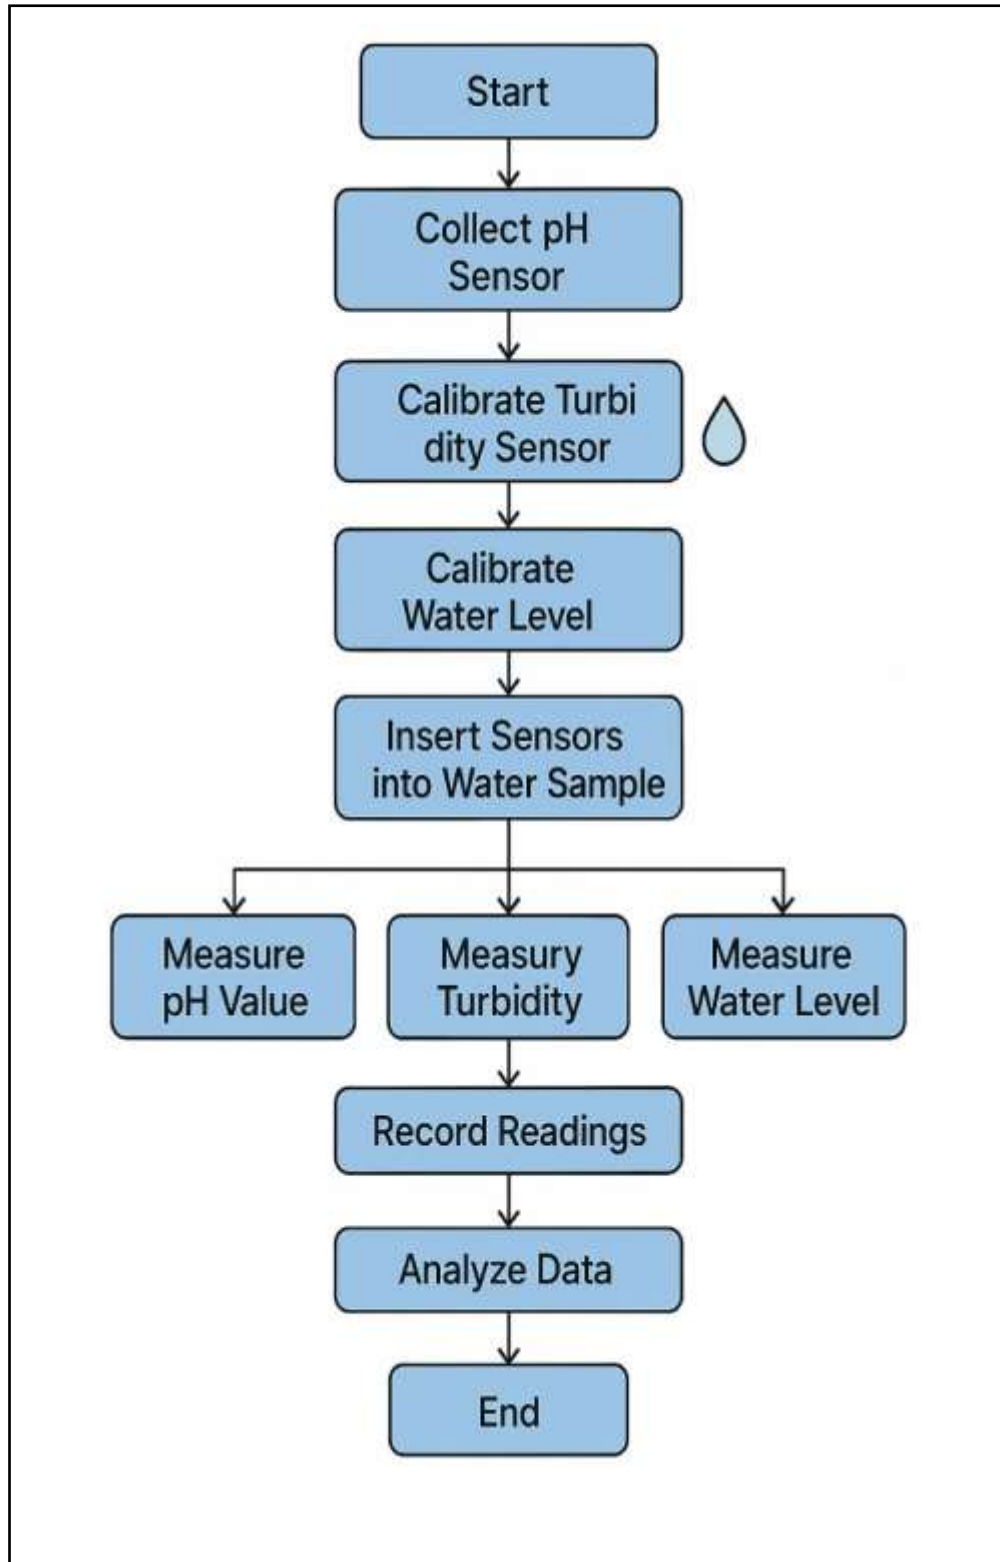 Start
Collect pH
Sensor
Calibrate Turbi
dity Sensor
Calibrate
Water Level
Insert Sensors
into Water Sample
Measure
pH Value
Measury
Turbidity
Measure
Water Level
Record Readings
Analyze Data
End